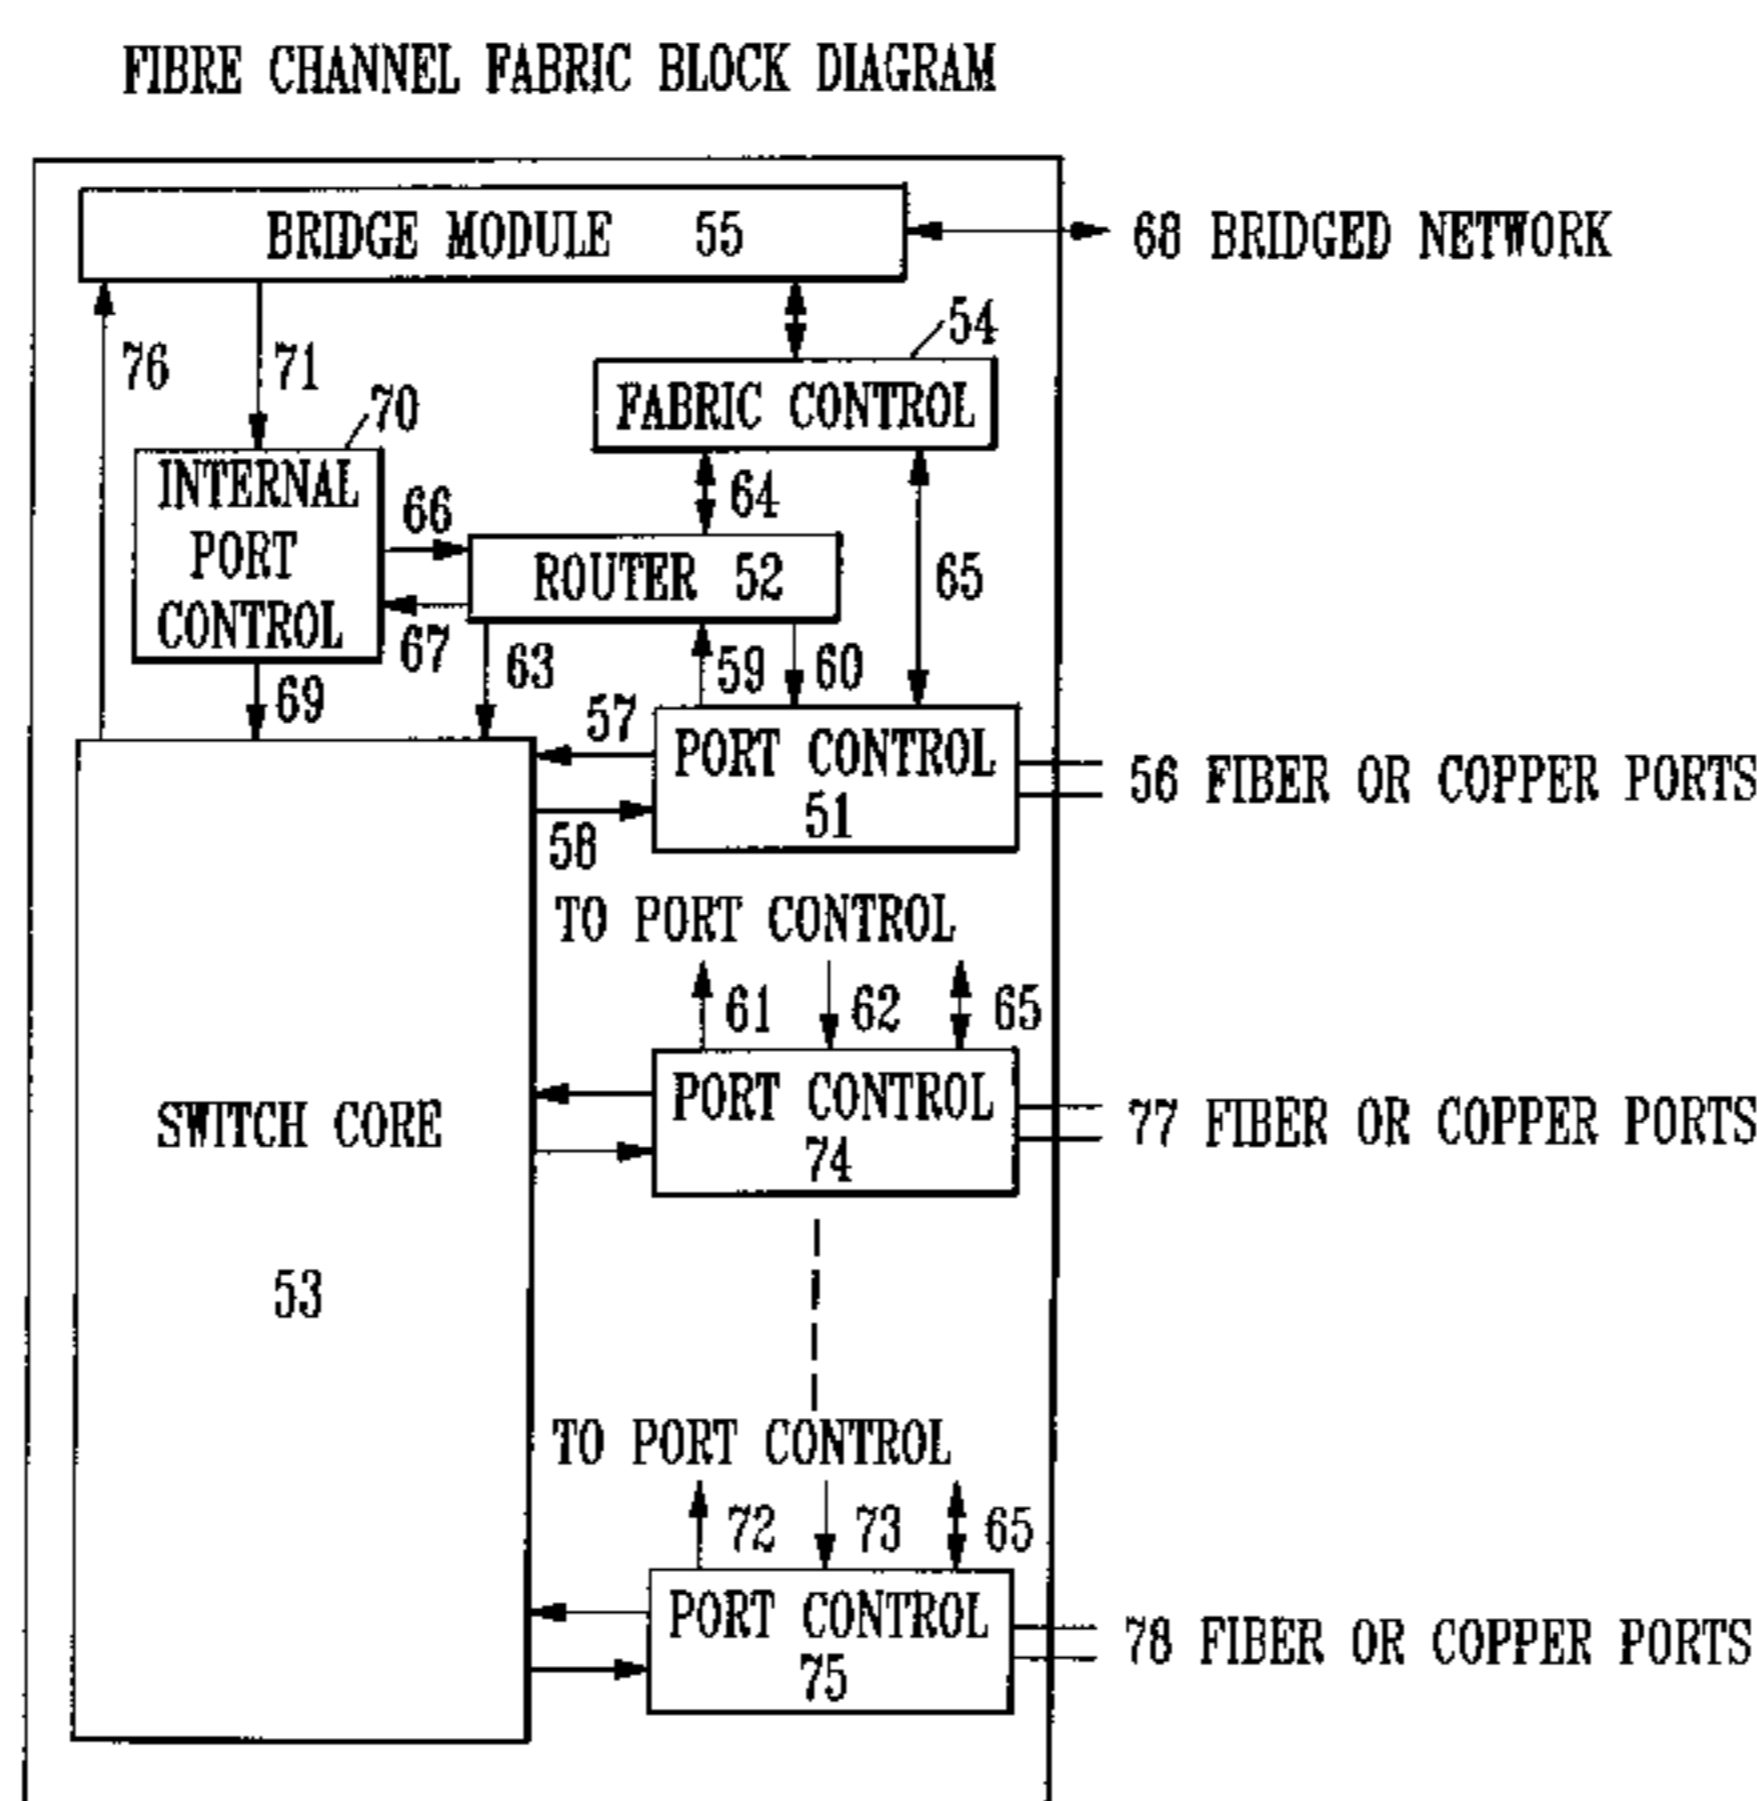 FIBRE CHANNEL FABRIC BLOCK DIAGRAM
BRIDGE MODULE 55
68 BRIDGED NETWORK
54
76
71
70
FABRIC CONTROL
INTERNAL
PORT
CONTROL
66
64
ROUTER 52
65
67
63
59
60
69
57
PORT CONTROL
51
56 FIBER OR COPPER PORTS
58
TO PORT CONTROL
61
62
65
PORT CONTROL
74
77 FIBER OR COPPER PORTS
SWITCH CORE
53
TO PORT CONTROL
72
73
65
PORT CONTROL
75
78 FIBER OR COPPER PORTS